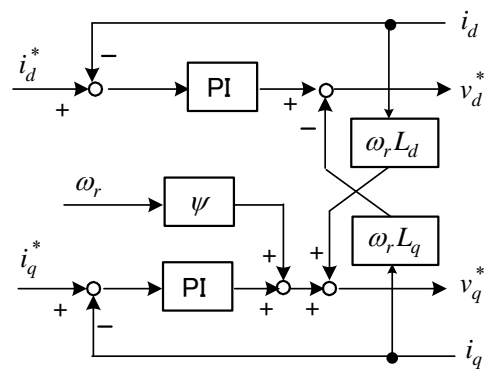 i_d
−
i_d^*
PI
+
+
v_d^*
−
ω_r L_d
ω_r
ψ
+
+
ω_r L_q
i_q^*
PI
v_q^*
+
+
+
−
i_q